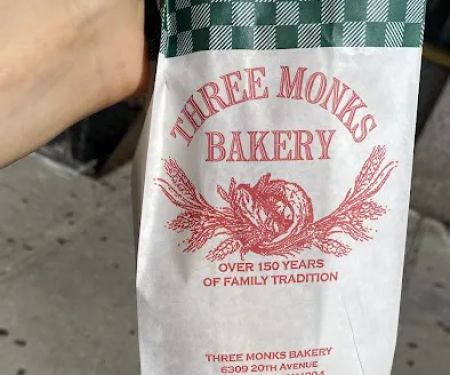 THREE MONKS
BAKERY
OVER 150 YEARS
OF FAMILY TRADITION
THREE MONKS BAKERY
6309 20TH AVENUE